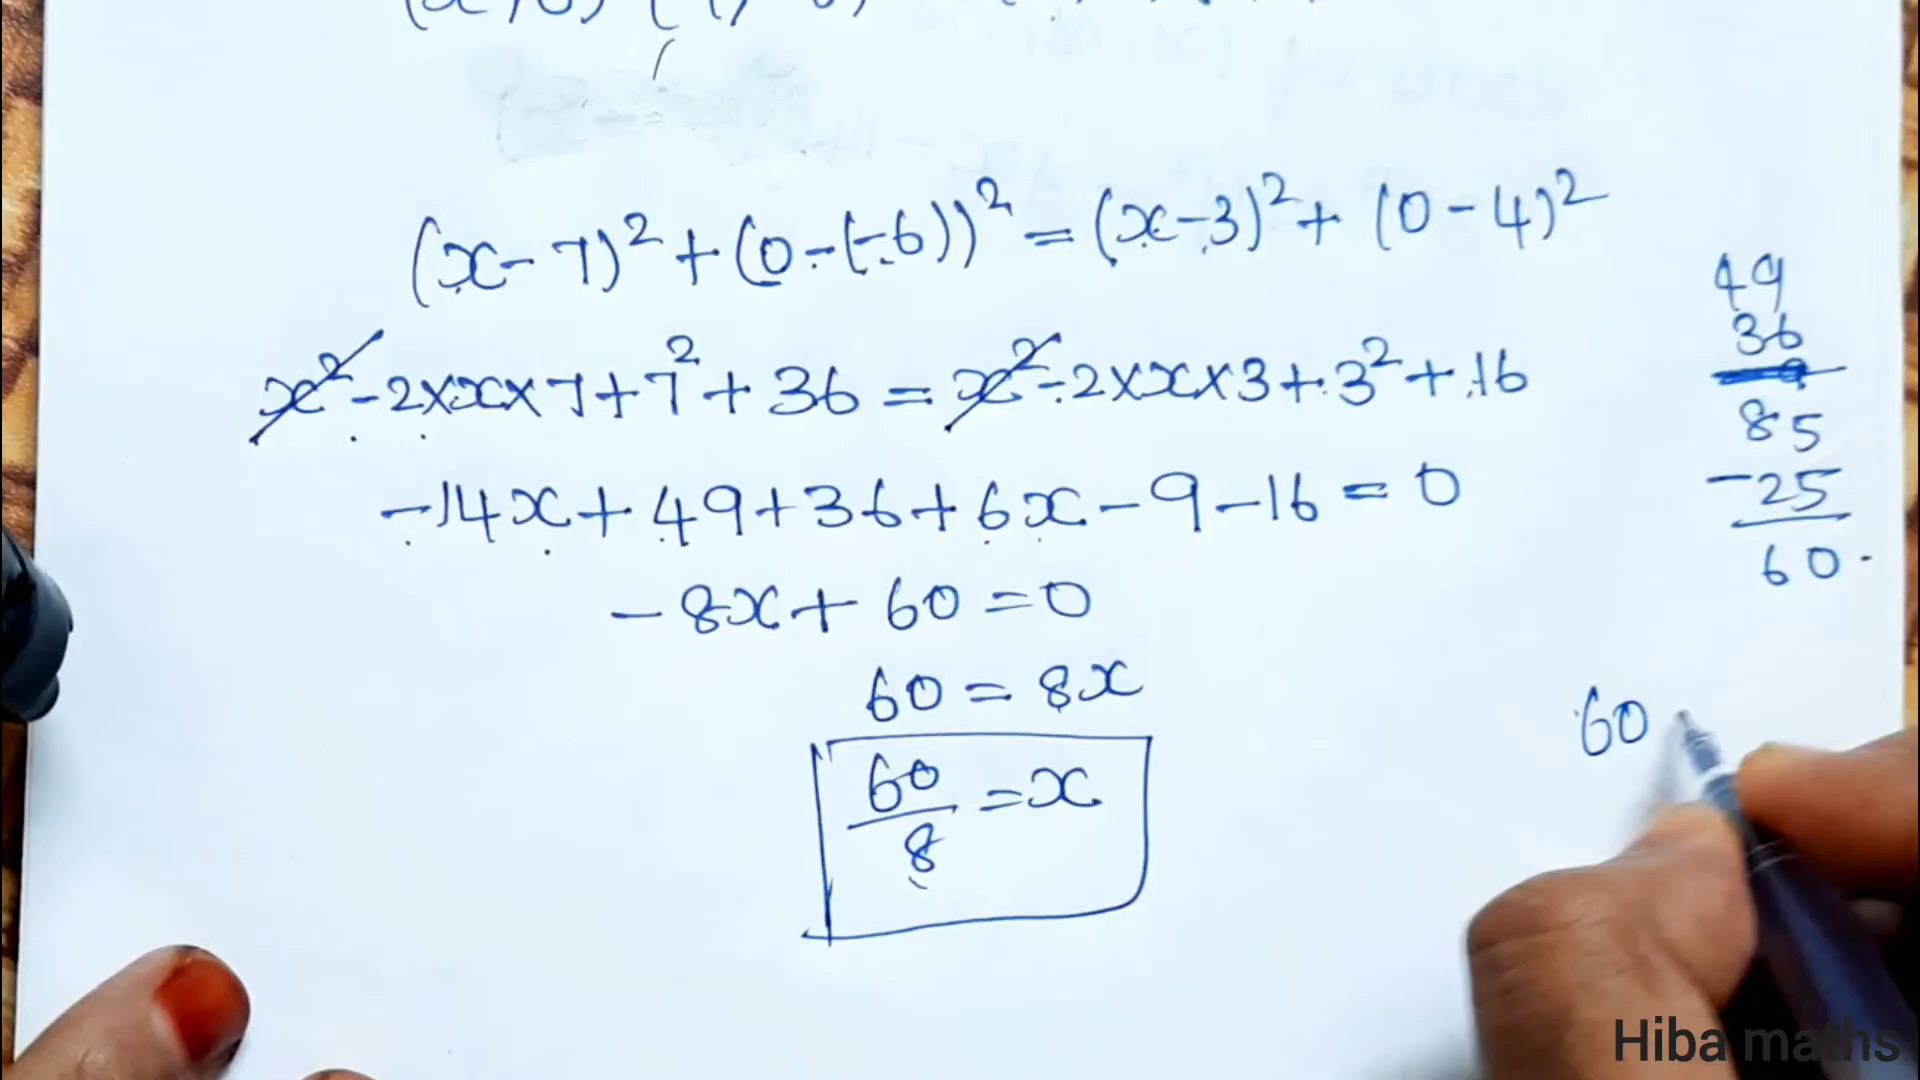 (x-7)² + (0-(-6))² = (x-3)² + (0-4)²
x² - 2×x×7 + 7² + 36 = x² - 2×x×3 + 3² + 16
-14x + 49 + 36 + 6x - 9 - 16 = 0
-8x + 60 = 0
60 = 8x
60/8 = x
49
36
85
-25
60.
60
Hiba maths